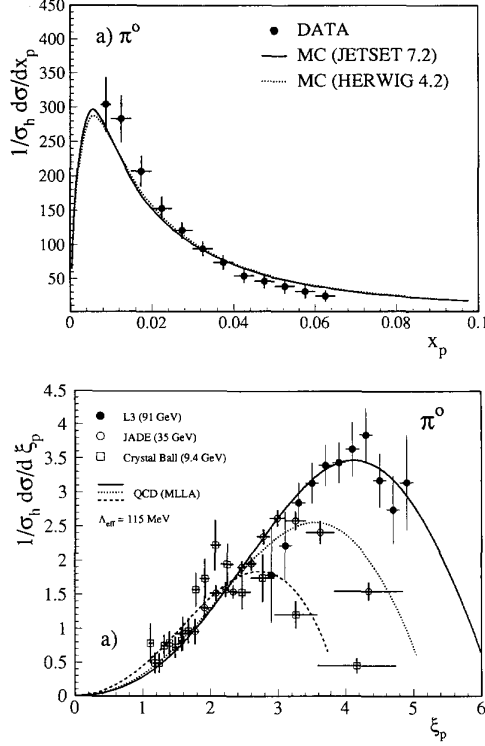 a) π°
DATA
MC (JETSET 7.2)
MC (HERWIG 4.2)
1/σh dσ/dxp
450
400
350
300
250
200
150
100
50
0
0.02
0.04
0.06
0.08
0.1
xp
π°
L3 (91 GeV)
JADE (35 GeV)
Crystal Ball (9.4 GeV)
QCD (MLLA)
Λeff = 115 MeV
a)
1/σh dσ/d ξp
4.5
4
3.5
3
2.5
2
1.5
1
0.5
0
0
1
2
3
4
5
6
ξp